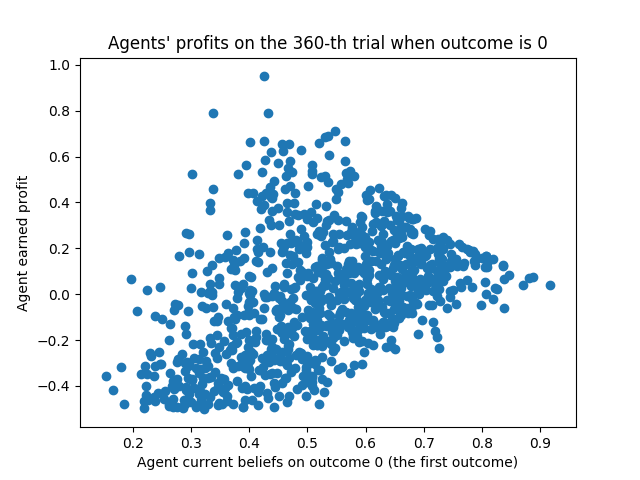 Agents' profits on the 360-th trial when outcome is 0
1.0
0.8
0.6
0.4
0.2
0.0
−0.2
−0.4
Agent earned profit
0.2 0.3 0.4 0.5 0.6 0.7 0.8 0.9
Agent current beliefs on outcome 0 (the first outcome)